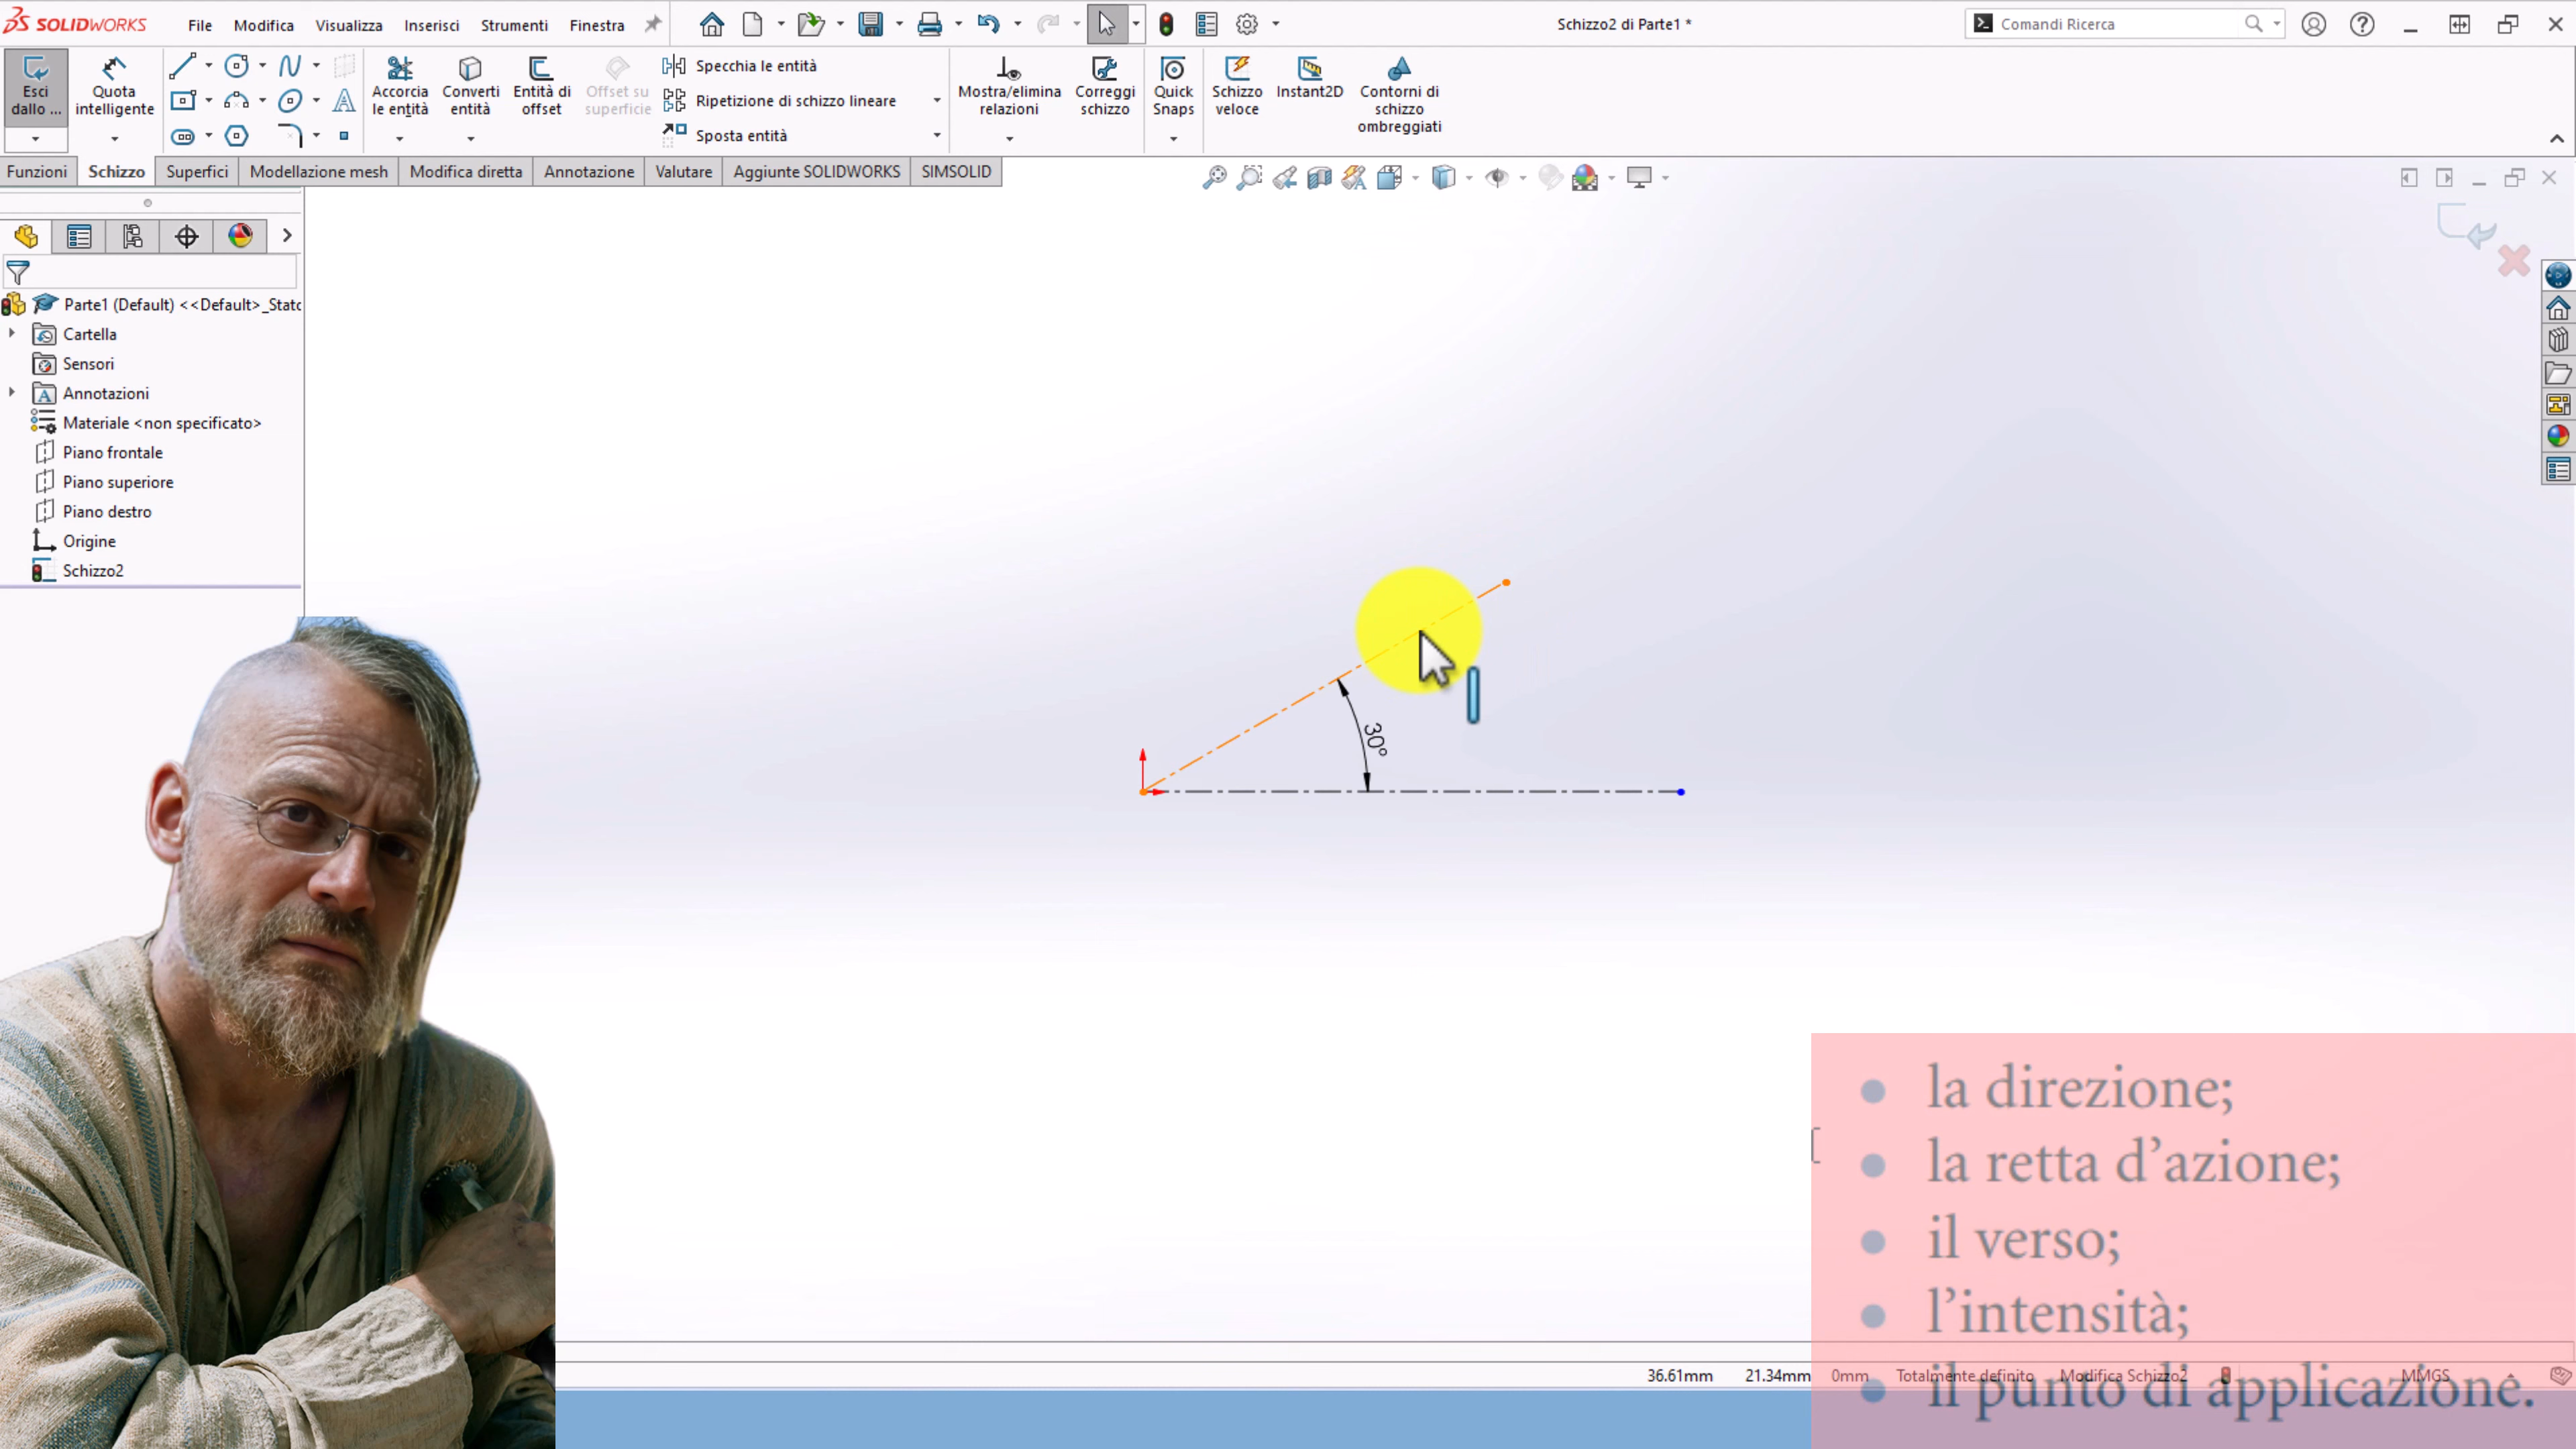 SOLIDWORKS File Modifica Visualizza Inserisci Strumenti Finestra
Schizzo2 di Parte1 *
Comandi Ricerca
Esci
dallo ...
Quota
intelligente
Accorcia
le entità
Converti
entità
Entità di
offset
Offset su
superficie
Specchia le entità
Ripetizione di schizzo lineare
Sposta entità
Mostra/elimina
relazioni
Correggi
schizzo
Quick
Snaps
Schizzo
veloce
Instant2D
Contorni di
schizzo
ombreggiati
Funzioni Schizzo Superfici Modellazione mesh Modifica diretta Annotazione Valutare Aggiunte SOLIDWORKS SIMSOLID
Parte1 (Default) <<Default>_Statc
Cartella
Sensori
Annotazioni
Materiale <non specificato>
Piano frontale
Piano superiore
Piano destro
Origine
Schizzo2
30°
la direzione;
la retta d’azione;
il verso;
l’intensità;
il punto di applicazione.
36.61mm 21.34mm 0mm Totalmente definito Modifica Schizzo2 MMGS